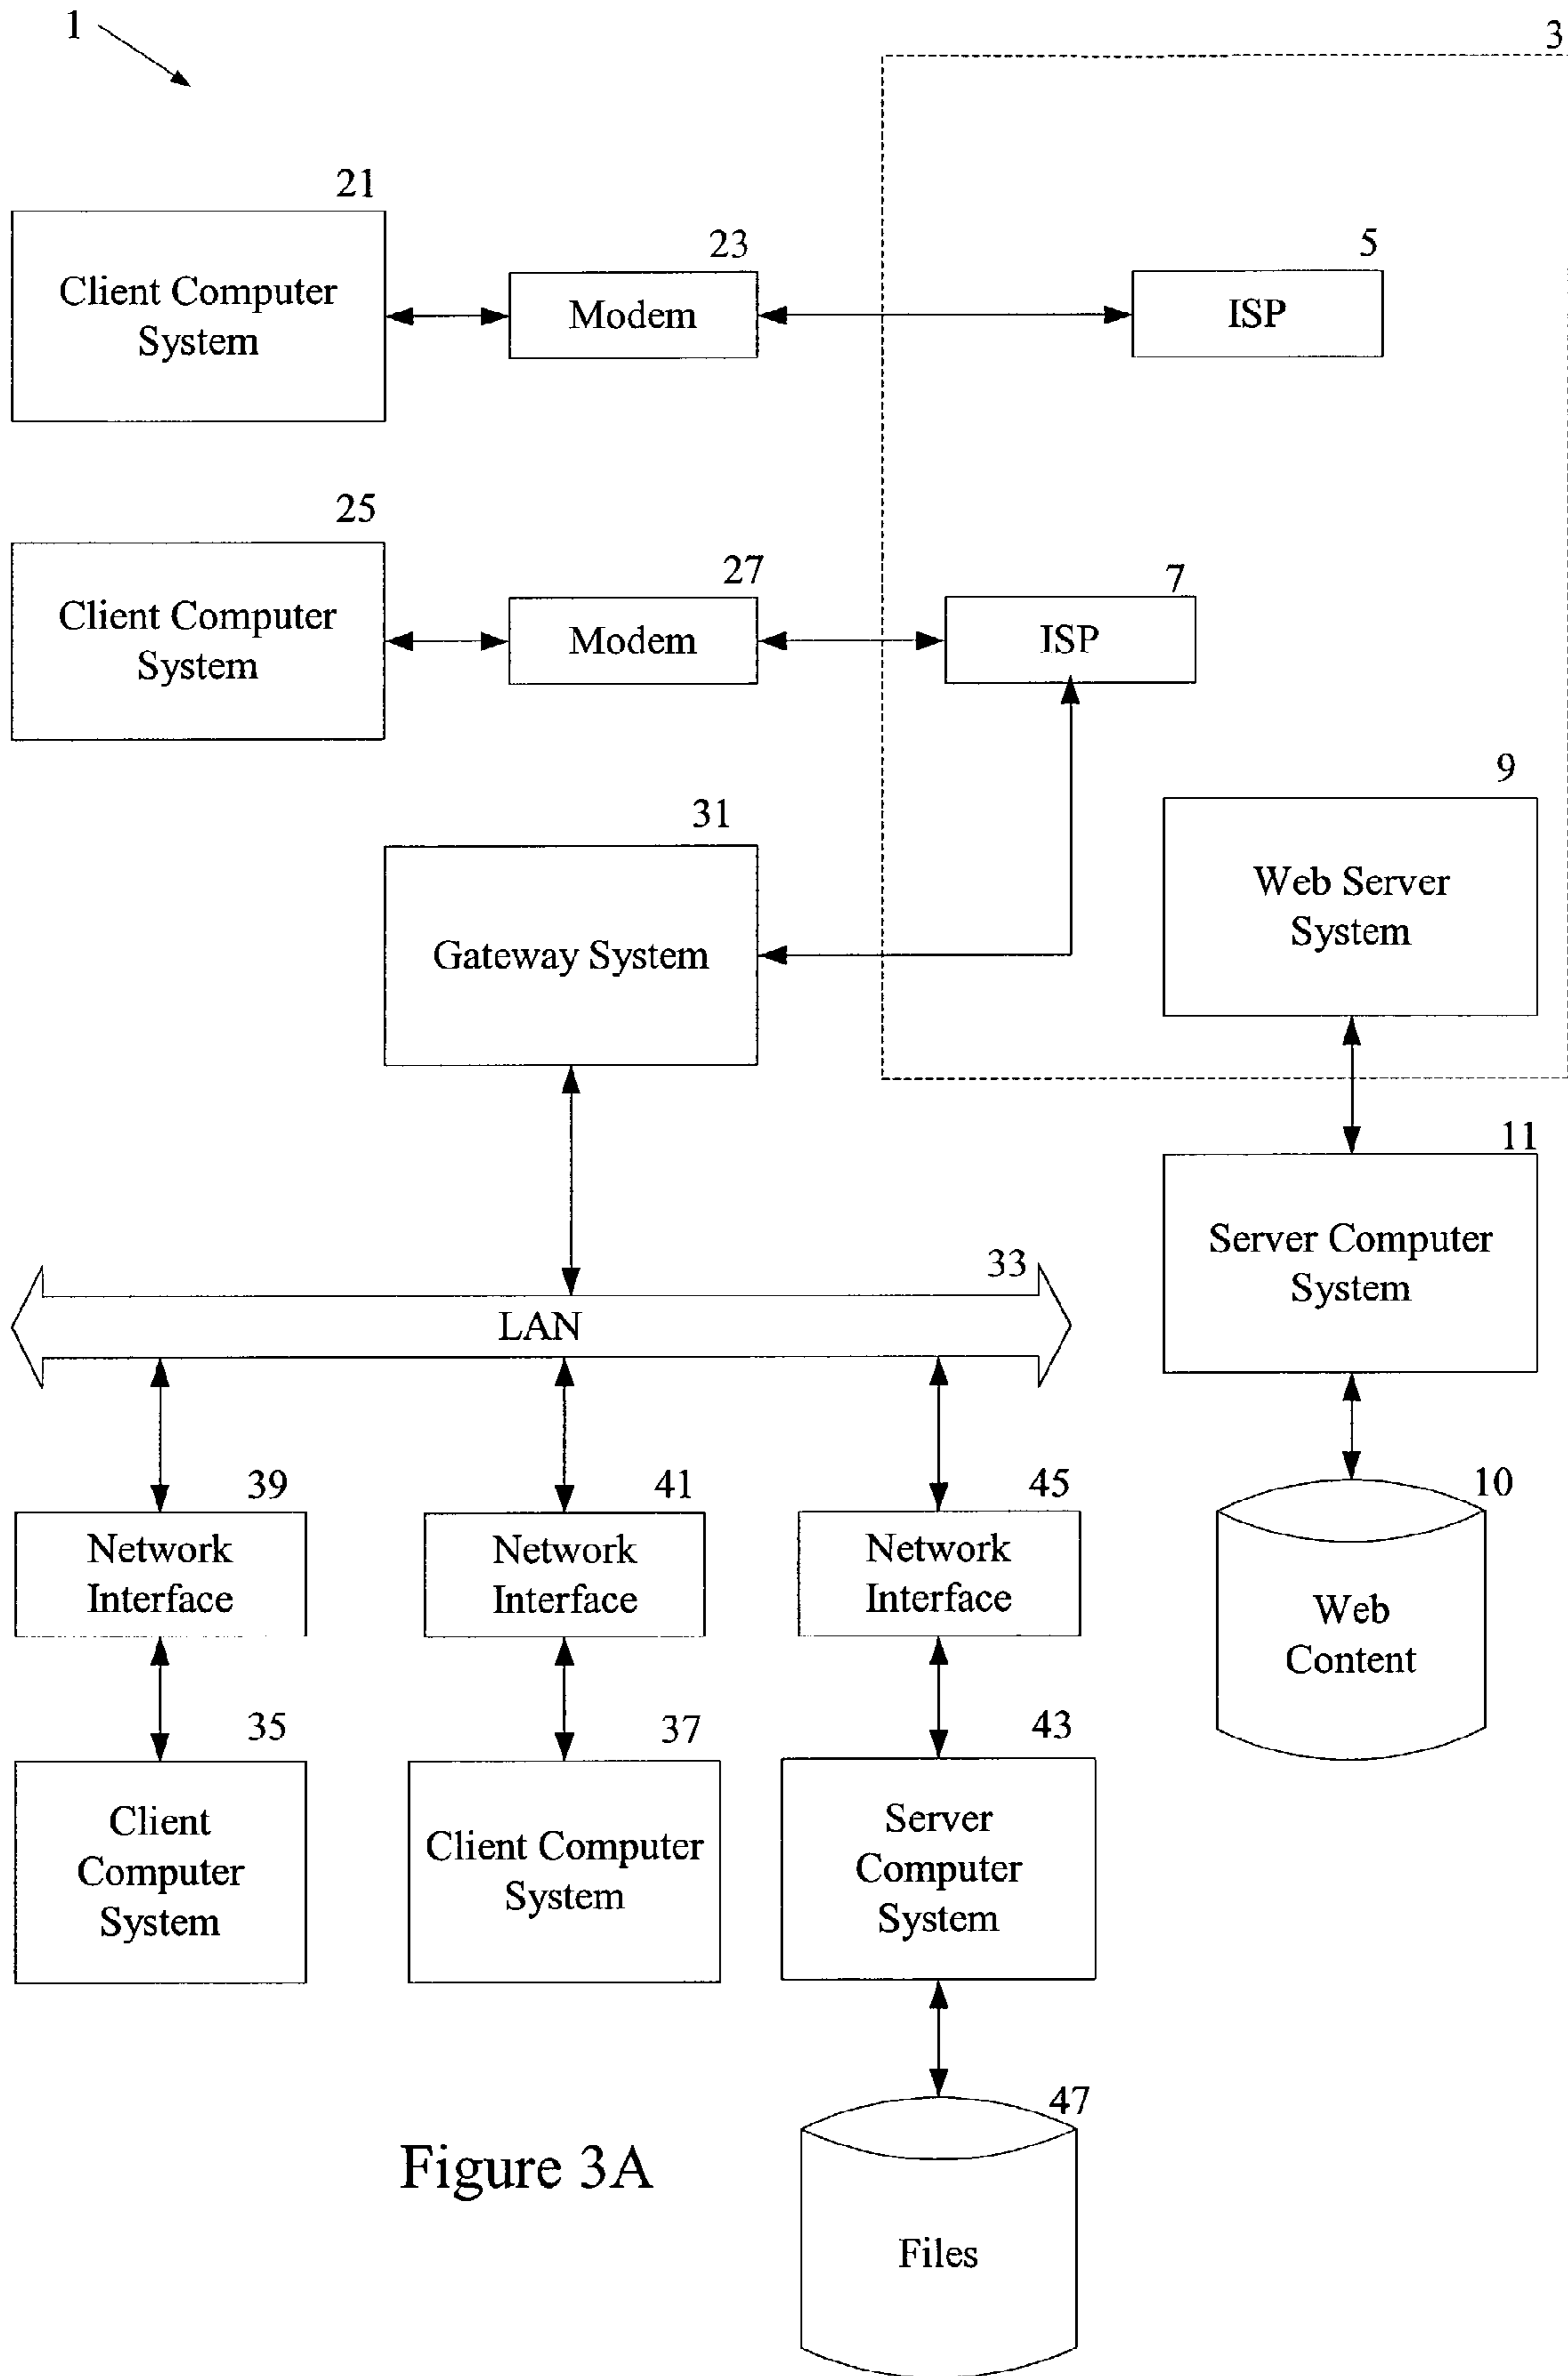 1
3
21
Client Computer
System
23
Modem
5
ISP
25
Client Computer
System
27
Modem
7
ISP
9
Web Server
System
31
Gateway System
11
Server Computer
System
33
LAN
39
Network
Interface
41
Network
Interface
45
Network
Interface
10
Web
Content
35
Client
Computer
System
37
Client Computer
System
43
Server
Computer
System
47
Files
Figure 3A